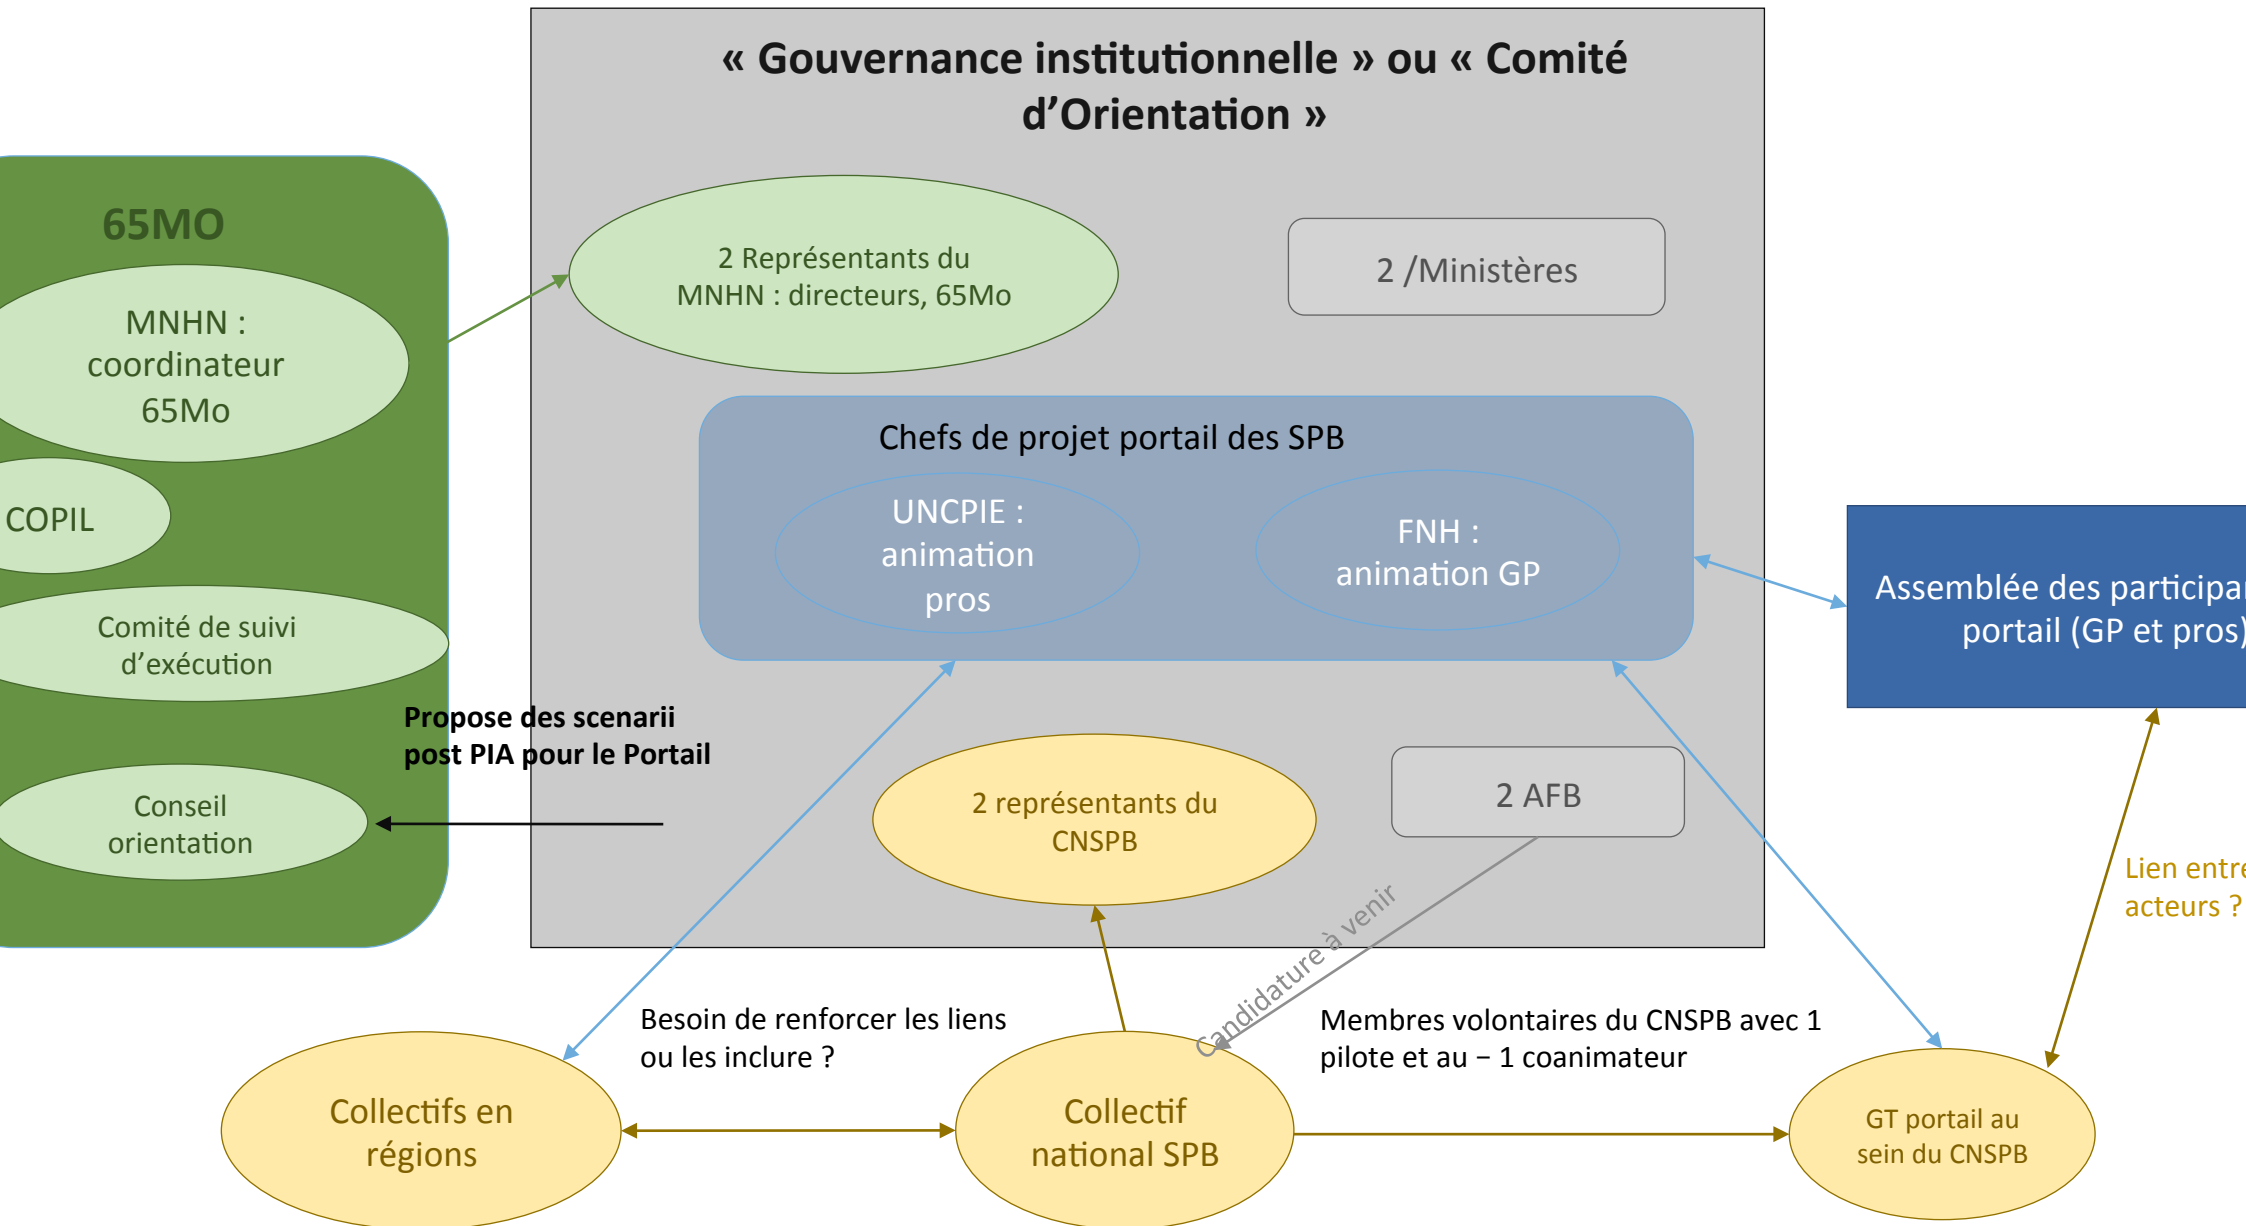 « Gouvernance institutionnelle » ou « Comité
d’Orientation »
65MO
MNHN :
coordinateur
65Mo
COPIL
Comité de suivi
d’exécution
Conseil
orientation
2 Représentants du
MNHN : directeurs, 65Mo
2 /Ministères
Chefs de projet portail des SPB
UNCPIE :
animation
pros
FNH :
animation GP
Assemblée des participan
portail (GP et pros)
Propose des scenarii
post PIA pour le Portail
2 représentants du
CNSPB
2 AFB
Lien entre
acteurs ?
Candidature à venir
Besoin de renforcer les liens
ou les inclure ?
Membres volontaires du CNSPB avec 1
pilote et au – 1 coanimateur
Collectifs en
régions
Collectif
national SPB
GT portail au
sein du CNSPB